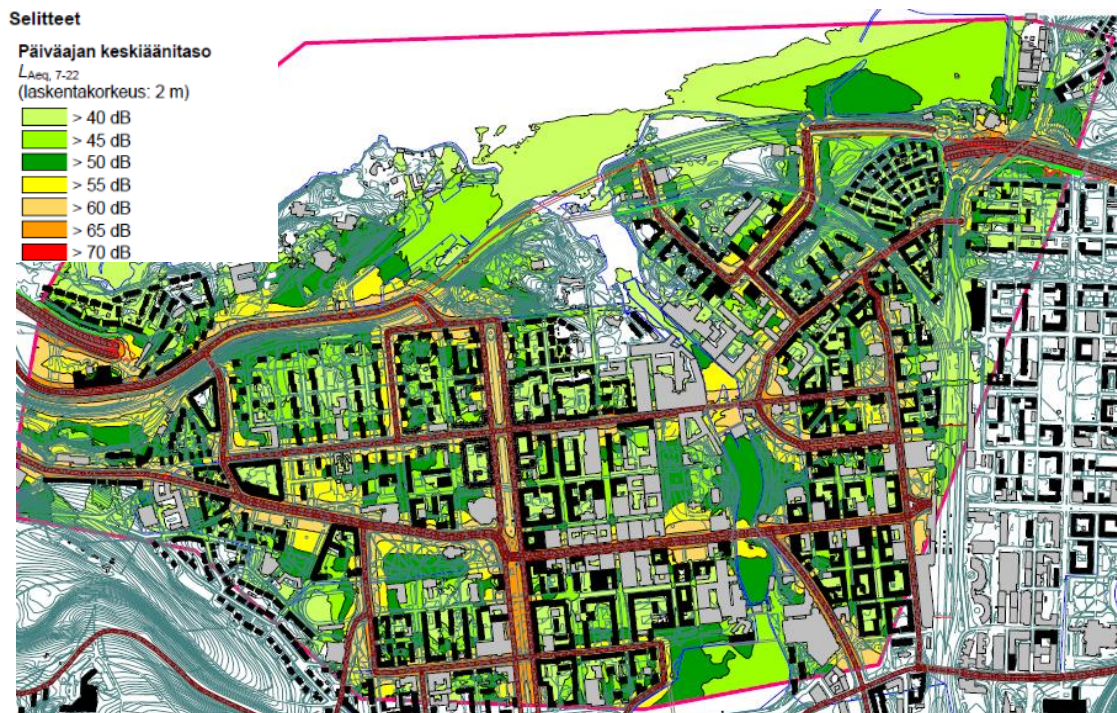 Selitteet
Päiväajan keskiäänitaso
LAeq, 7-22
(laskentakorkeus: 2 m)
> 40 dB
> 45 dB
> 50 dB
> 55 dB
> 60 dB
> 65 dB
> 70 dB